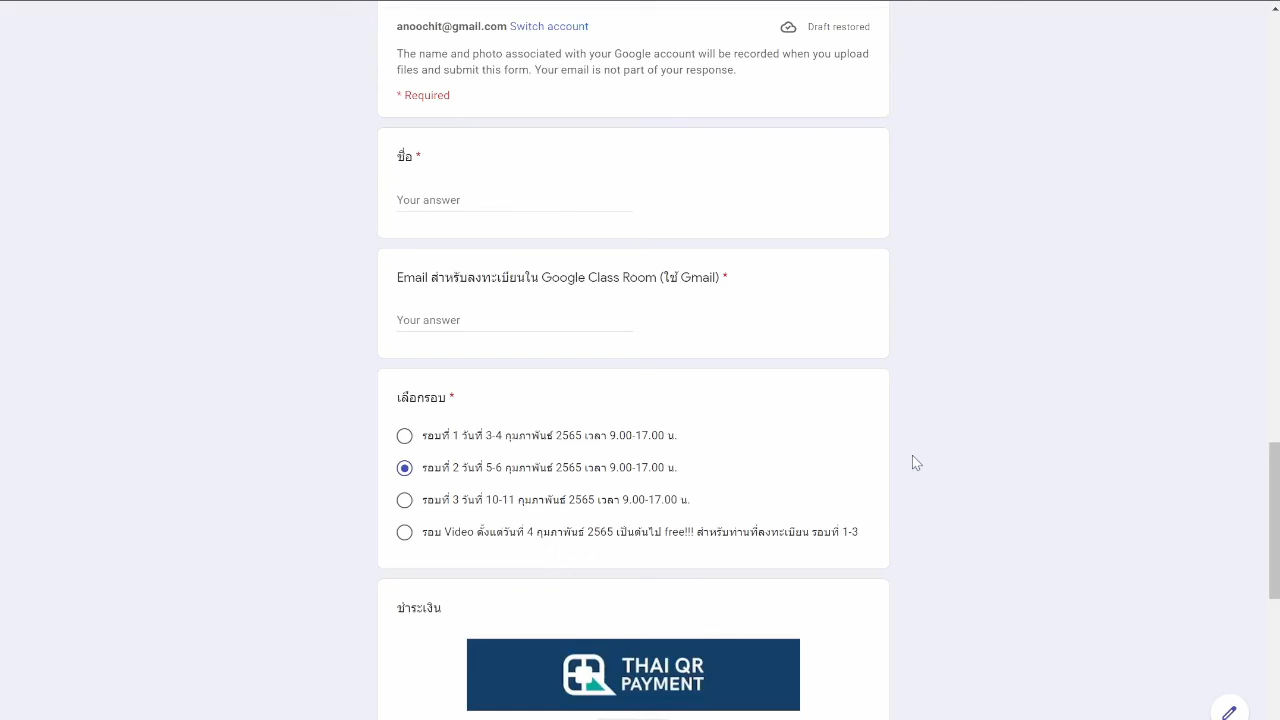 anoochit@gmail.com Switch account
Draft restored
The name and photo associated with your Google account will be recorded when you upload
files and submit this form. Your email is not part of your response.
* Required
ชื่อ *
Your answer
Email สำหรับลงทะเบียนใน Google Class Room (ใช้ Gmail) *
Your answer
เลือกรอบ *
รอบที่ 1 วันที่ 3-4 กุมภาพันธ์ 2565 เวลา 9.00-17.00 น.
รอบที่ 2 วันที่ 5-6 กุมภาพันธ์ 2565 เวลา 9.00-17.00 น.
รอบที่ 3 วันที่ 10-11 กุมภาพันธ์ 2565 เวลา 9.00-17.00 น.
รอบ Video ตั้งแต่วันที่ 4 กุมภาพันธ์ 2565 เป็นต้นไป free!!! สำหรับท่านที่ลงทะเบียน รอบที่ 1-3
ชำระเงิน
THAI QR
PAYMENT